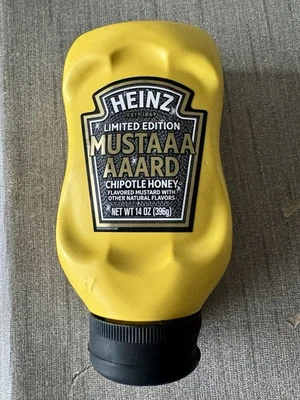 HEINZ
ESTD 1869
LIMITED EDITION
MUSTAAA
AAARD
CHIPOTLE HONEY
FLAVORED MUSTARD WITH
OTHER NATURAL FLAVORS
NET WT 14 OZ (396g)